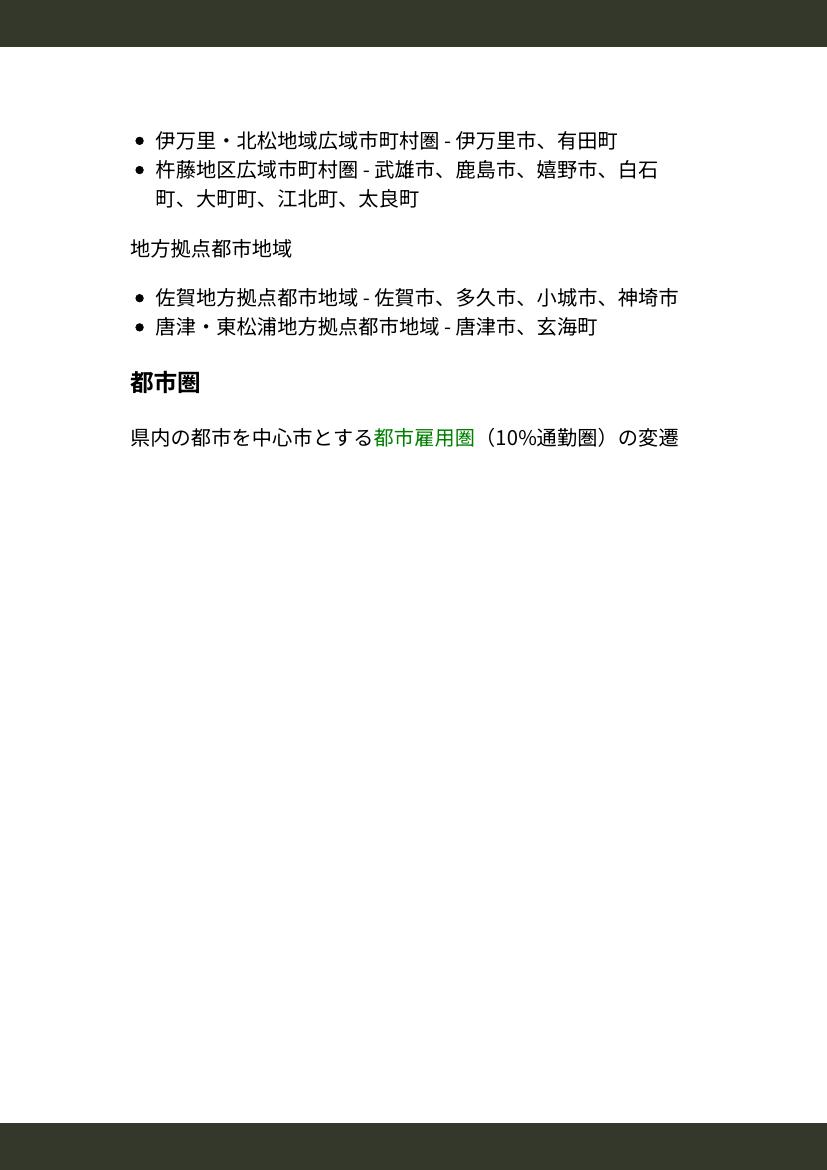 伊万里・北松地域広域市町村圏 - 伊万里市、有田町
杵藤地区広域市町村圏 - 武雄市、鹿島市、嬉野市、白石
町、大町町、江北町、太良町
地方拠点都市地域
佐賀地方拠点都市地域 - 佐賀市、多久市、小城市、神埼市
唐津・東松浦地方拠点都市地域 - 唐津市、玄海町
都市圏
県内の都市を中心市とする都市雇用圏（10%通勤圏）の変遷